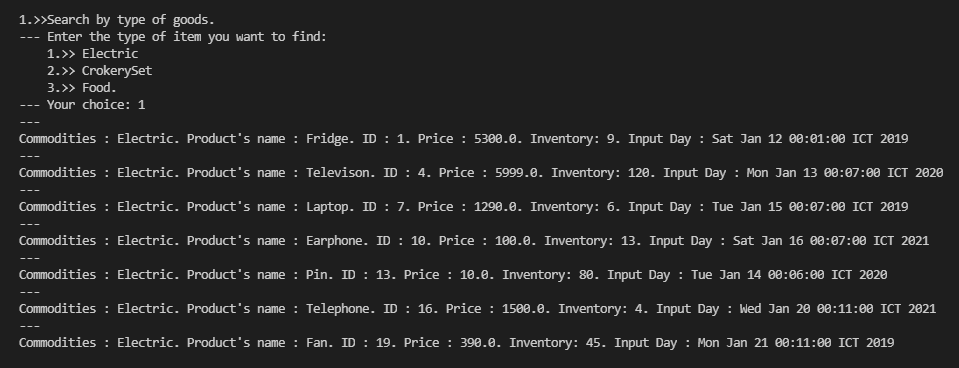 1.>>Search by type of goods.
--- Enter the type of item you want to find:
1.>> Electric
2.>> CrokerySet
3.>> Food.
--- Your choice: 1
---
Commodities : Electric. Product's name : Fridge. ID : 1. Price : 5300.0. Inventory: 9. Input Day : Sat Jan 12 00:01:00 ICT 2019
---
Commodities : Electric. Product's name : Televison. ID : 4. Price : 5999.0. Inventory: 120. Input Day : Mon Jan 13 00:07:00 ICT 2020
---
Commodities : Electric. Product's name : Laptop. ID : 7. Price : 1290.0. Inventory: 6. Input Day : Tue Jan 15 00:07:00 ICT 2019
---
Commodities : Electric. Product's name : Earphone. ID : 10. Price : 100.0. Inventory: 13. Input Day : Sat Jan 16 00:07:00 ICT 2021
---
Commodities : Electric. Product's name : Pin. ID : 13. Price : 10.0. Inventory: 80. Input Day : Tue Jan 14 00:06:00 ICT 2020
---
Commodities : Electric. Product's name : Telephone. ID : 16. Price : 1500.0. Inventory: 4. Input Day : Wed Jan 20 00:11:00 ICT 2021
---
Commodities : Electric. Product's name : Fan. ID : 19. Price : 390.0. Inventory: 45. Input Day : Mon Jan 21 00:11:00 ICT 2019